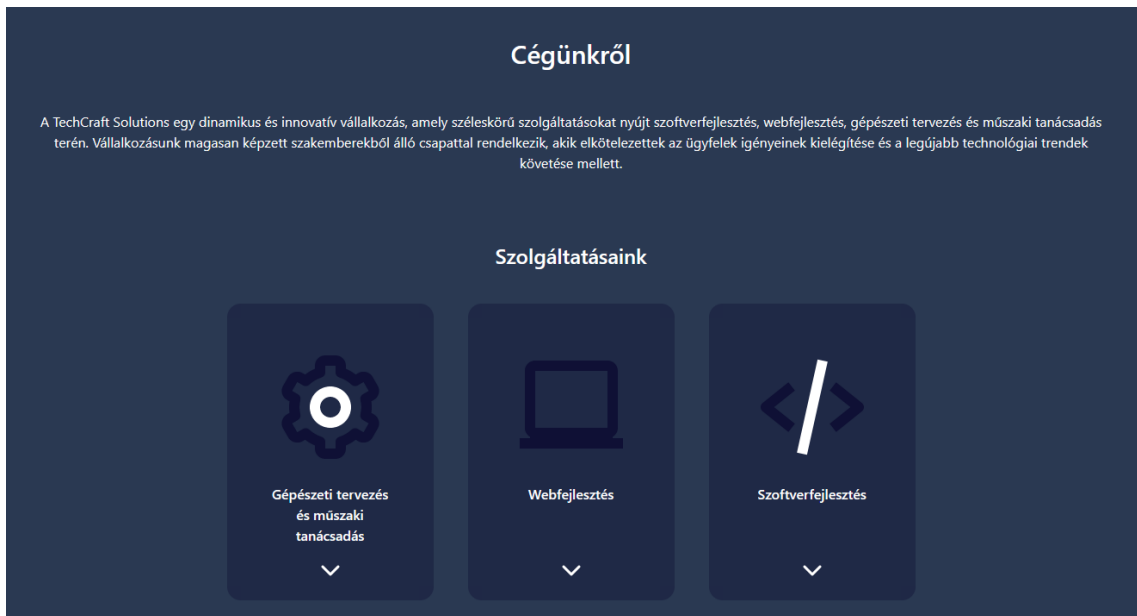 Cégünkről
A TechCraft Solutions egy dinamikus és innovatív vállalkozás, amely széleskörű szolgáltatásokat nyújt szoftverfejlesztés, webfejlesztés, gépészeti tervezés és műszaki tanácsadás
terén. Vállalkozásunk magasan képzett szakemberekből álló csapattal rendelkezik, akik elkötelezettek az ügyfelek igényeinek kielégítése és a legújabb technológiai trendek
követése mellett.
Szolgáltatásaink
Gépészeti tervezés
és műszaki
tanácsadás
Webfejlesztés
Szoftverfejlesztés